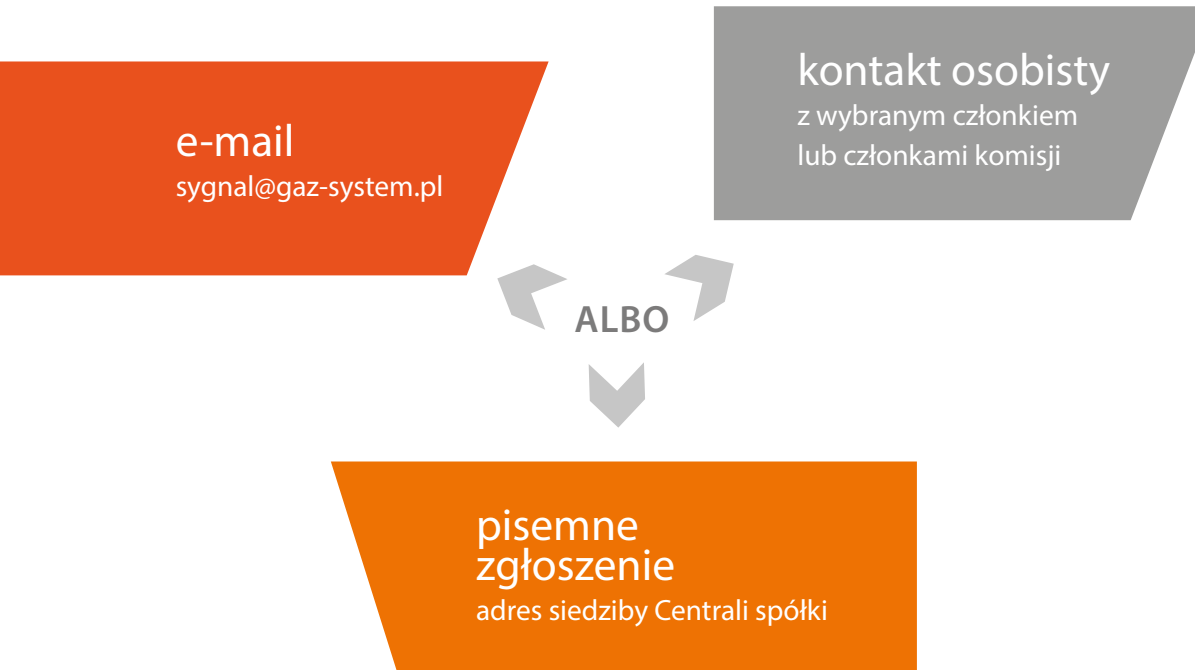 e-mail
sygnal@gaz-system.pl
kontakt osobisty
z wybranym członkiem
lub członkami komisji
ALBO
pisemne
zgłoszenie
adres siedziby Centrali spółki